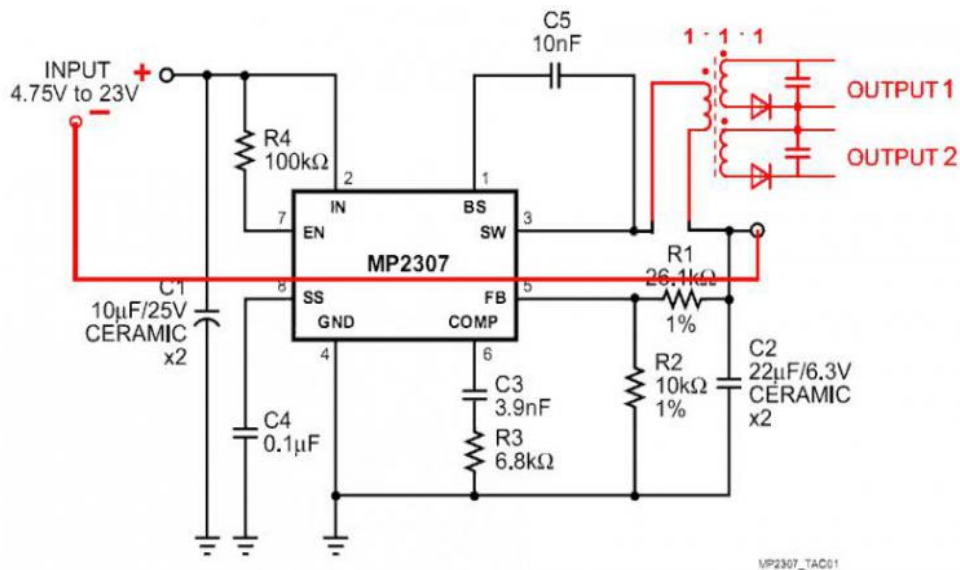 INPUT +
4.75V to 23V
−
C5
10nF
1 - 1 - 1
OUTPUT 1
OUTPUT 2
R4
100kΩ
2
IN
1
BS
7
EN
3
SW
MP2307
8
SS
5
FB
GND
4
COMP
6
C1
10µF/25V
CERAMIC
x2
R1
26.1kΩ
1%
R2
10kΩ
1%
C2
22µF/6.3V
CERAMIC
x2
C3
3.9nF
R3
6.8kΩ
C4
0.1µF
MP2307_TAC01